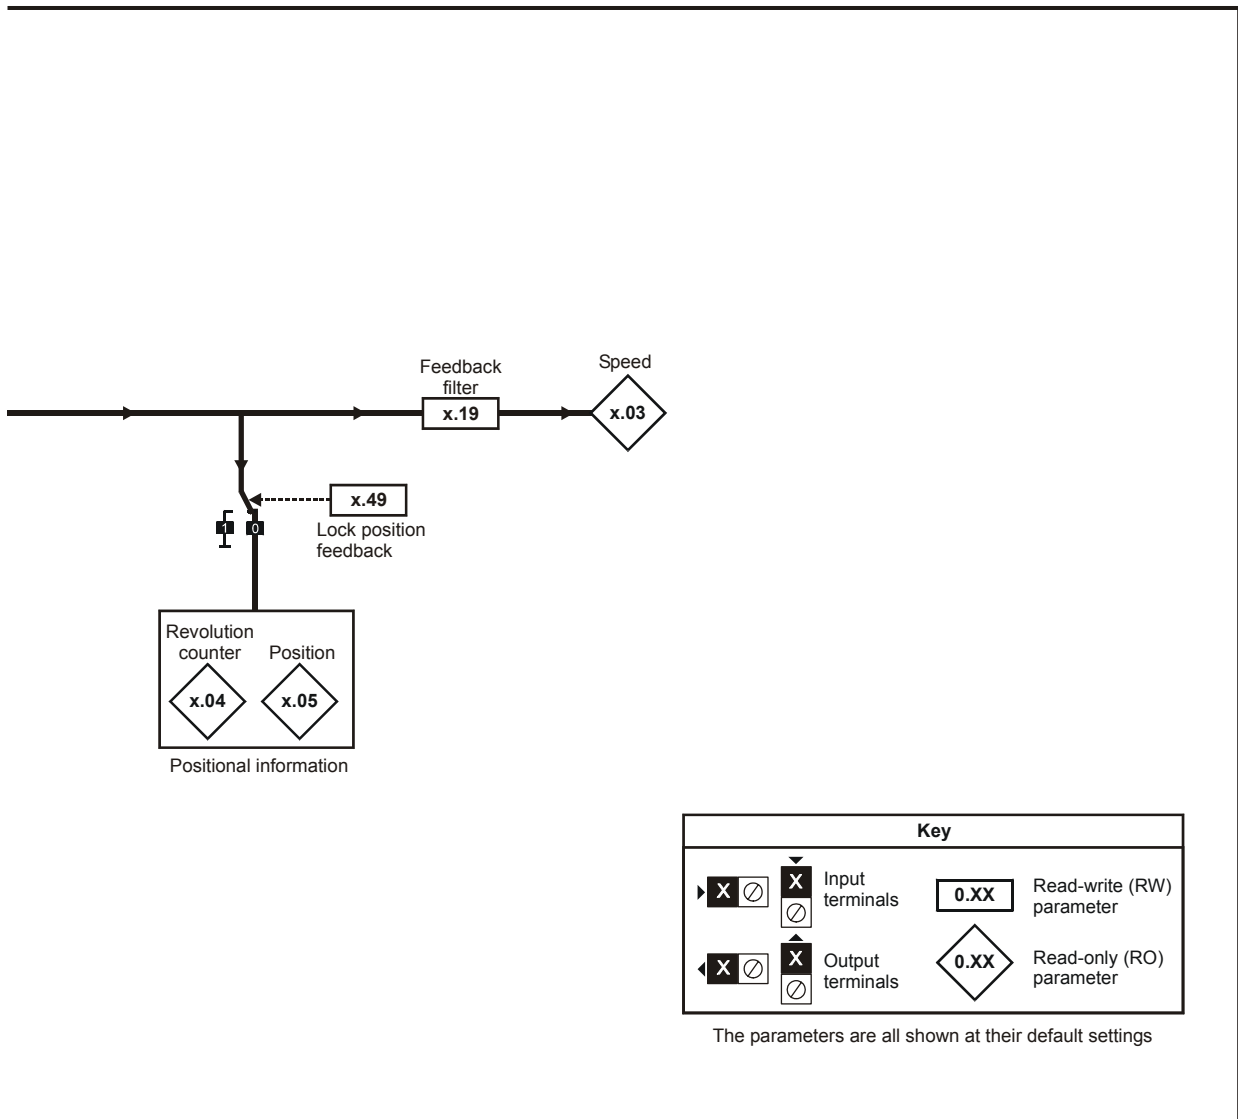 Feedback
filter
x.19
Speed
x.03
x.49
Lock position
feedback
1
0
Revolution
counter
Position
x.04
x.05
Positional information
Key
X
X
Input
terminals
0.XX
Read-write (RW)
parameter
X
X
Output
terminals
0.XX
Read-only (RO)
parameter
The parameters are all shown at their default settings